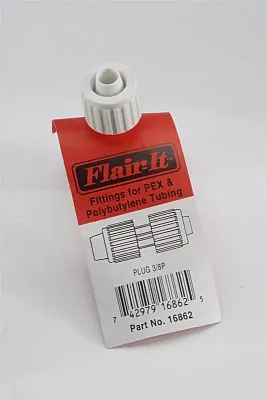 Flair-It
Fittings for PEX &
Polybutylene Tubing
PLUG 3/8P
7 42979 16862 5
Part No. 16862